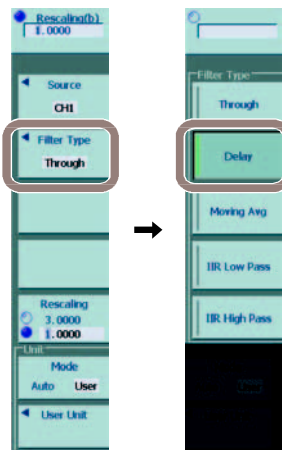 Rescaling(b)
1.0000
Source
CH1
Filter Type
Through
Rescaling
3.0000
1.0000
Unit
Mode
Auto User
User Unit
Filter Type
Through
Delay
Moving Avg
IIR Low Pass
IIR High Pass